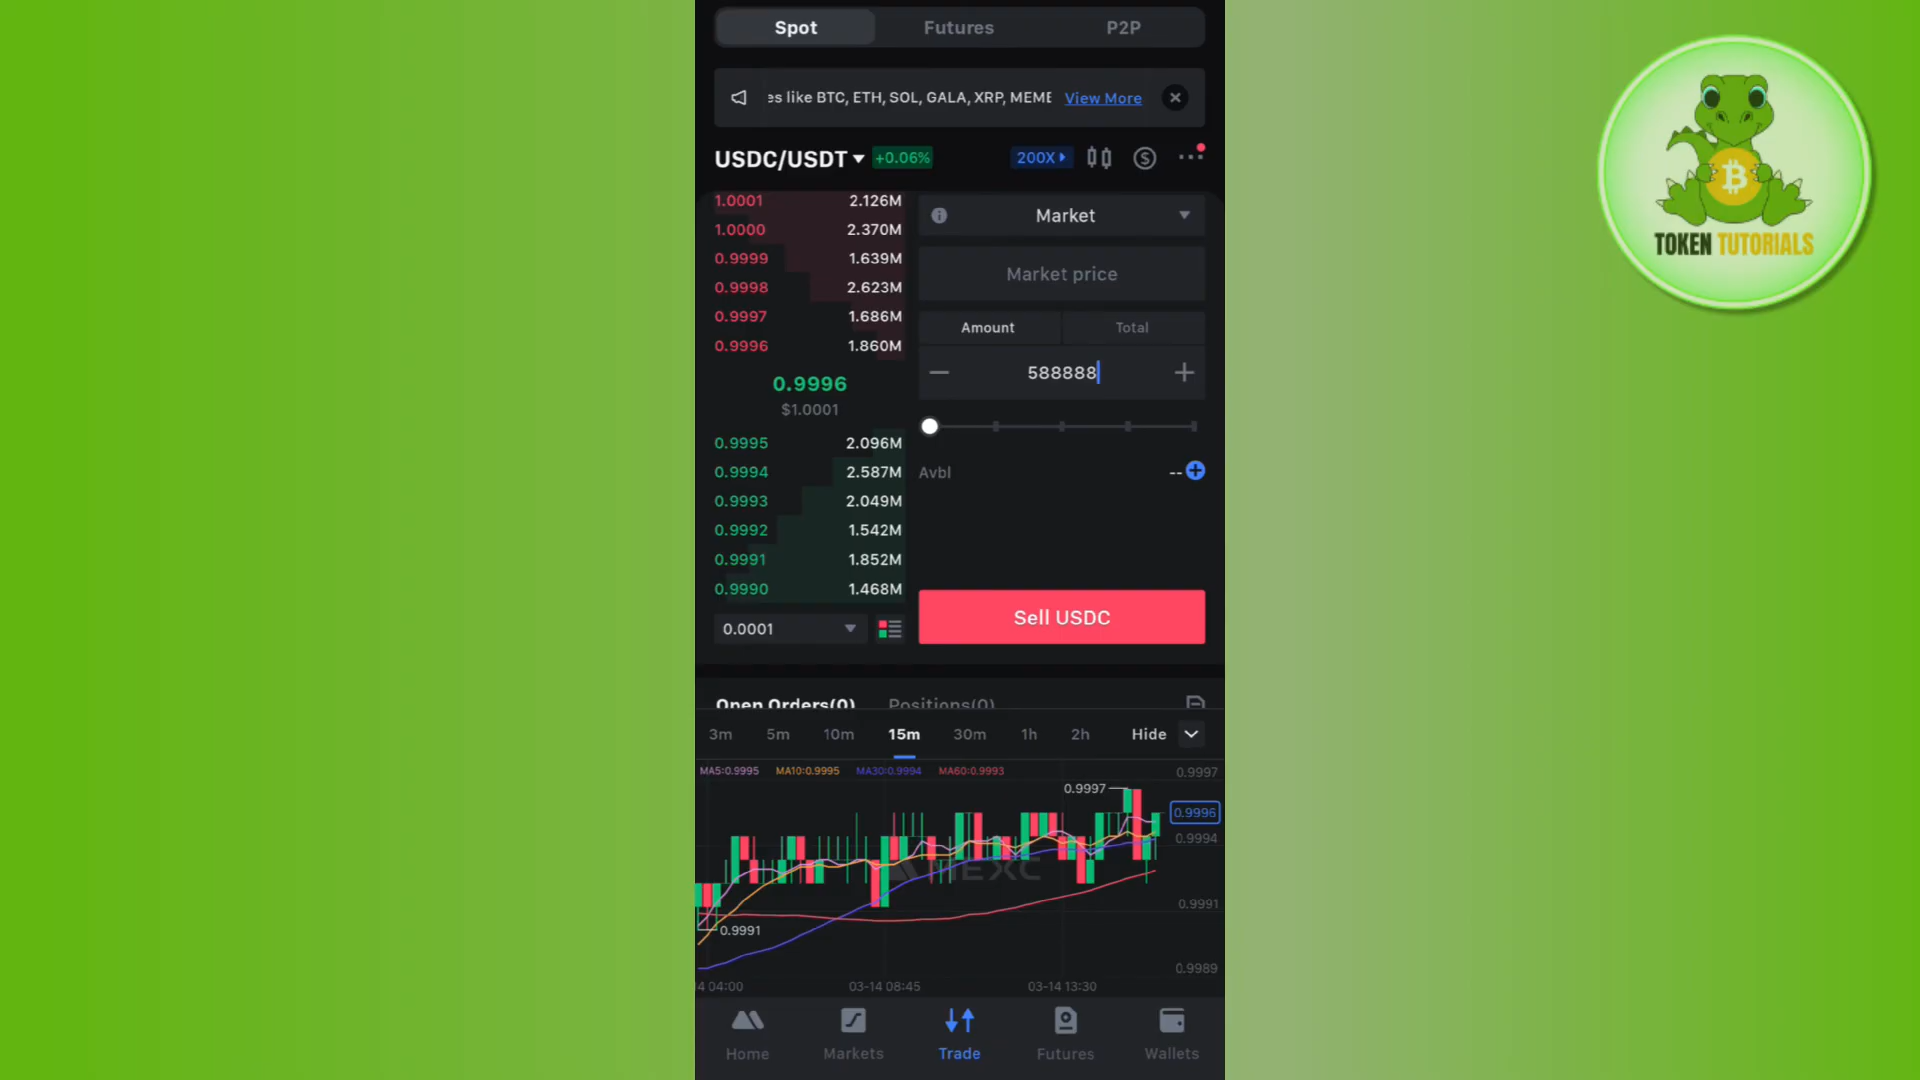 Spot Futures P2P
es like BTC, ETH, SOL, GALA, XRP, MEME View More
USDC/USDT +0.06% 200X
1.0001 2.126M
1.0000 2.370M
0.9999 1.639M
0.9998 2.623M
0.9997 1.686M
0.9996 1.860M
0.9996
$1.0001
0.9995 2.096M
0.9994 2.587M
0.9993 2.049M
0.9992 1.542M
0.9991 1.852M
0.9990 1.468M
0.0001
Market
Market price
Amount Total
588888
Avbl --
Sell USDC
Open Orders(0) Positions(0)
3m 5m 10m 15m 30m 1h 2h Hide
MA5:0.9995 MA10:0.9995 MA30:0.9994 MA60:0.9993
0.9997
0.9997
0.9996
0.9994
MEXC
0.9991
0.9991
0.9989
14 04:00 03-14 08:45 03-14 13:30
Home Markets Trade Futures Wallets
TOKEN TUTORIALS